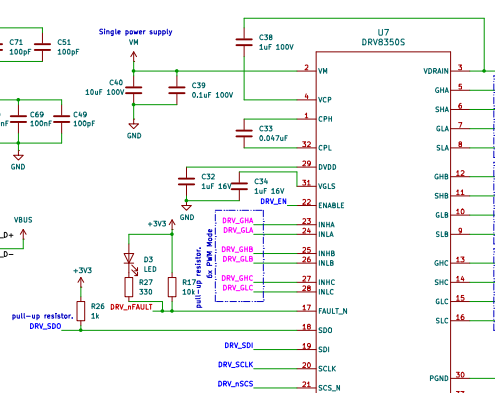 Single power supply
VM
C71
100pF
C51
100pF
C38
1uF 100V
U7
DRV8350S
C40
10uF 100V
C39
0.1uF 100V
GND
C69
100nF
C49
100pF
GND
C33
0.047uF
C32
1uF 16V
C34
1uF 16V
GND
DRV_EN
VBUS
_D+
_D-
+3V3
D3
LED
R27
330
R17
10k
pull-up resistor.
6x PWM Mode
DRV_GHA
DRV_GLA
DRV_GHB
DRV_GLB
DRV_GHC
DRV_GLC
DRV_nFAULT
+3V3
R26
1k
pull-up resistor.
DRV_SDO
DRV_SDI
DRV_SCLK
DRV_nSCS
2 VM
4 VCP
1 CPH
32 CPL
29 DVDD
31 VGLS
22 ENABLE
23 INHA
24 INLA
25 INHB
26 INLB
27 INHC
28 INLC
17 FAULT_N
18 SDO
19 SDI
20 SCLK
21 SCS_N
VDRAIN 3
GHA 5
SHA 6
GLA 7
SLA 8
GHB 12
SHB 11
GLB 10
SLB 9
GHC 13
SHC 14
GLC 15
SLC 16
PGND 30